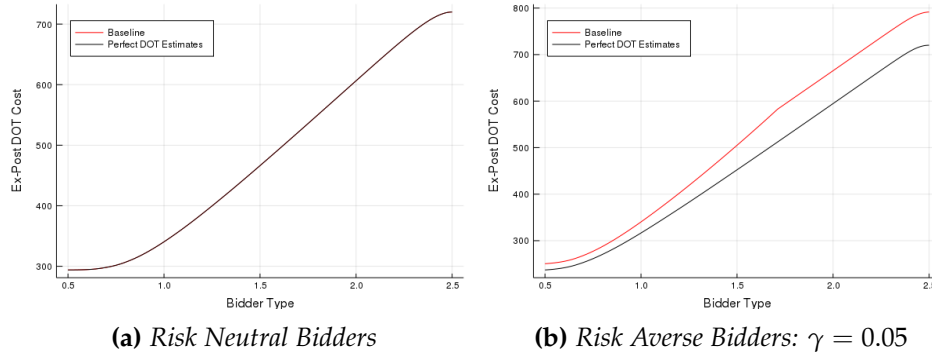 Baseline
Perfect DOT Estimates
Ex-Post DOT Cost
700
600
500
400
300
0.5 1.0 1.5 2.0 2.5
Bidder Type
(a) Risk Neutral Bidders
Baseline
Perfect DOT Estimates
Ex-Post DOT Cost
800
700
600
500
400
300
0.5 1.0 1.5 2.0 2.5
Bidder Type
(b) Risk Averse Bidders: γ = 0.05